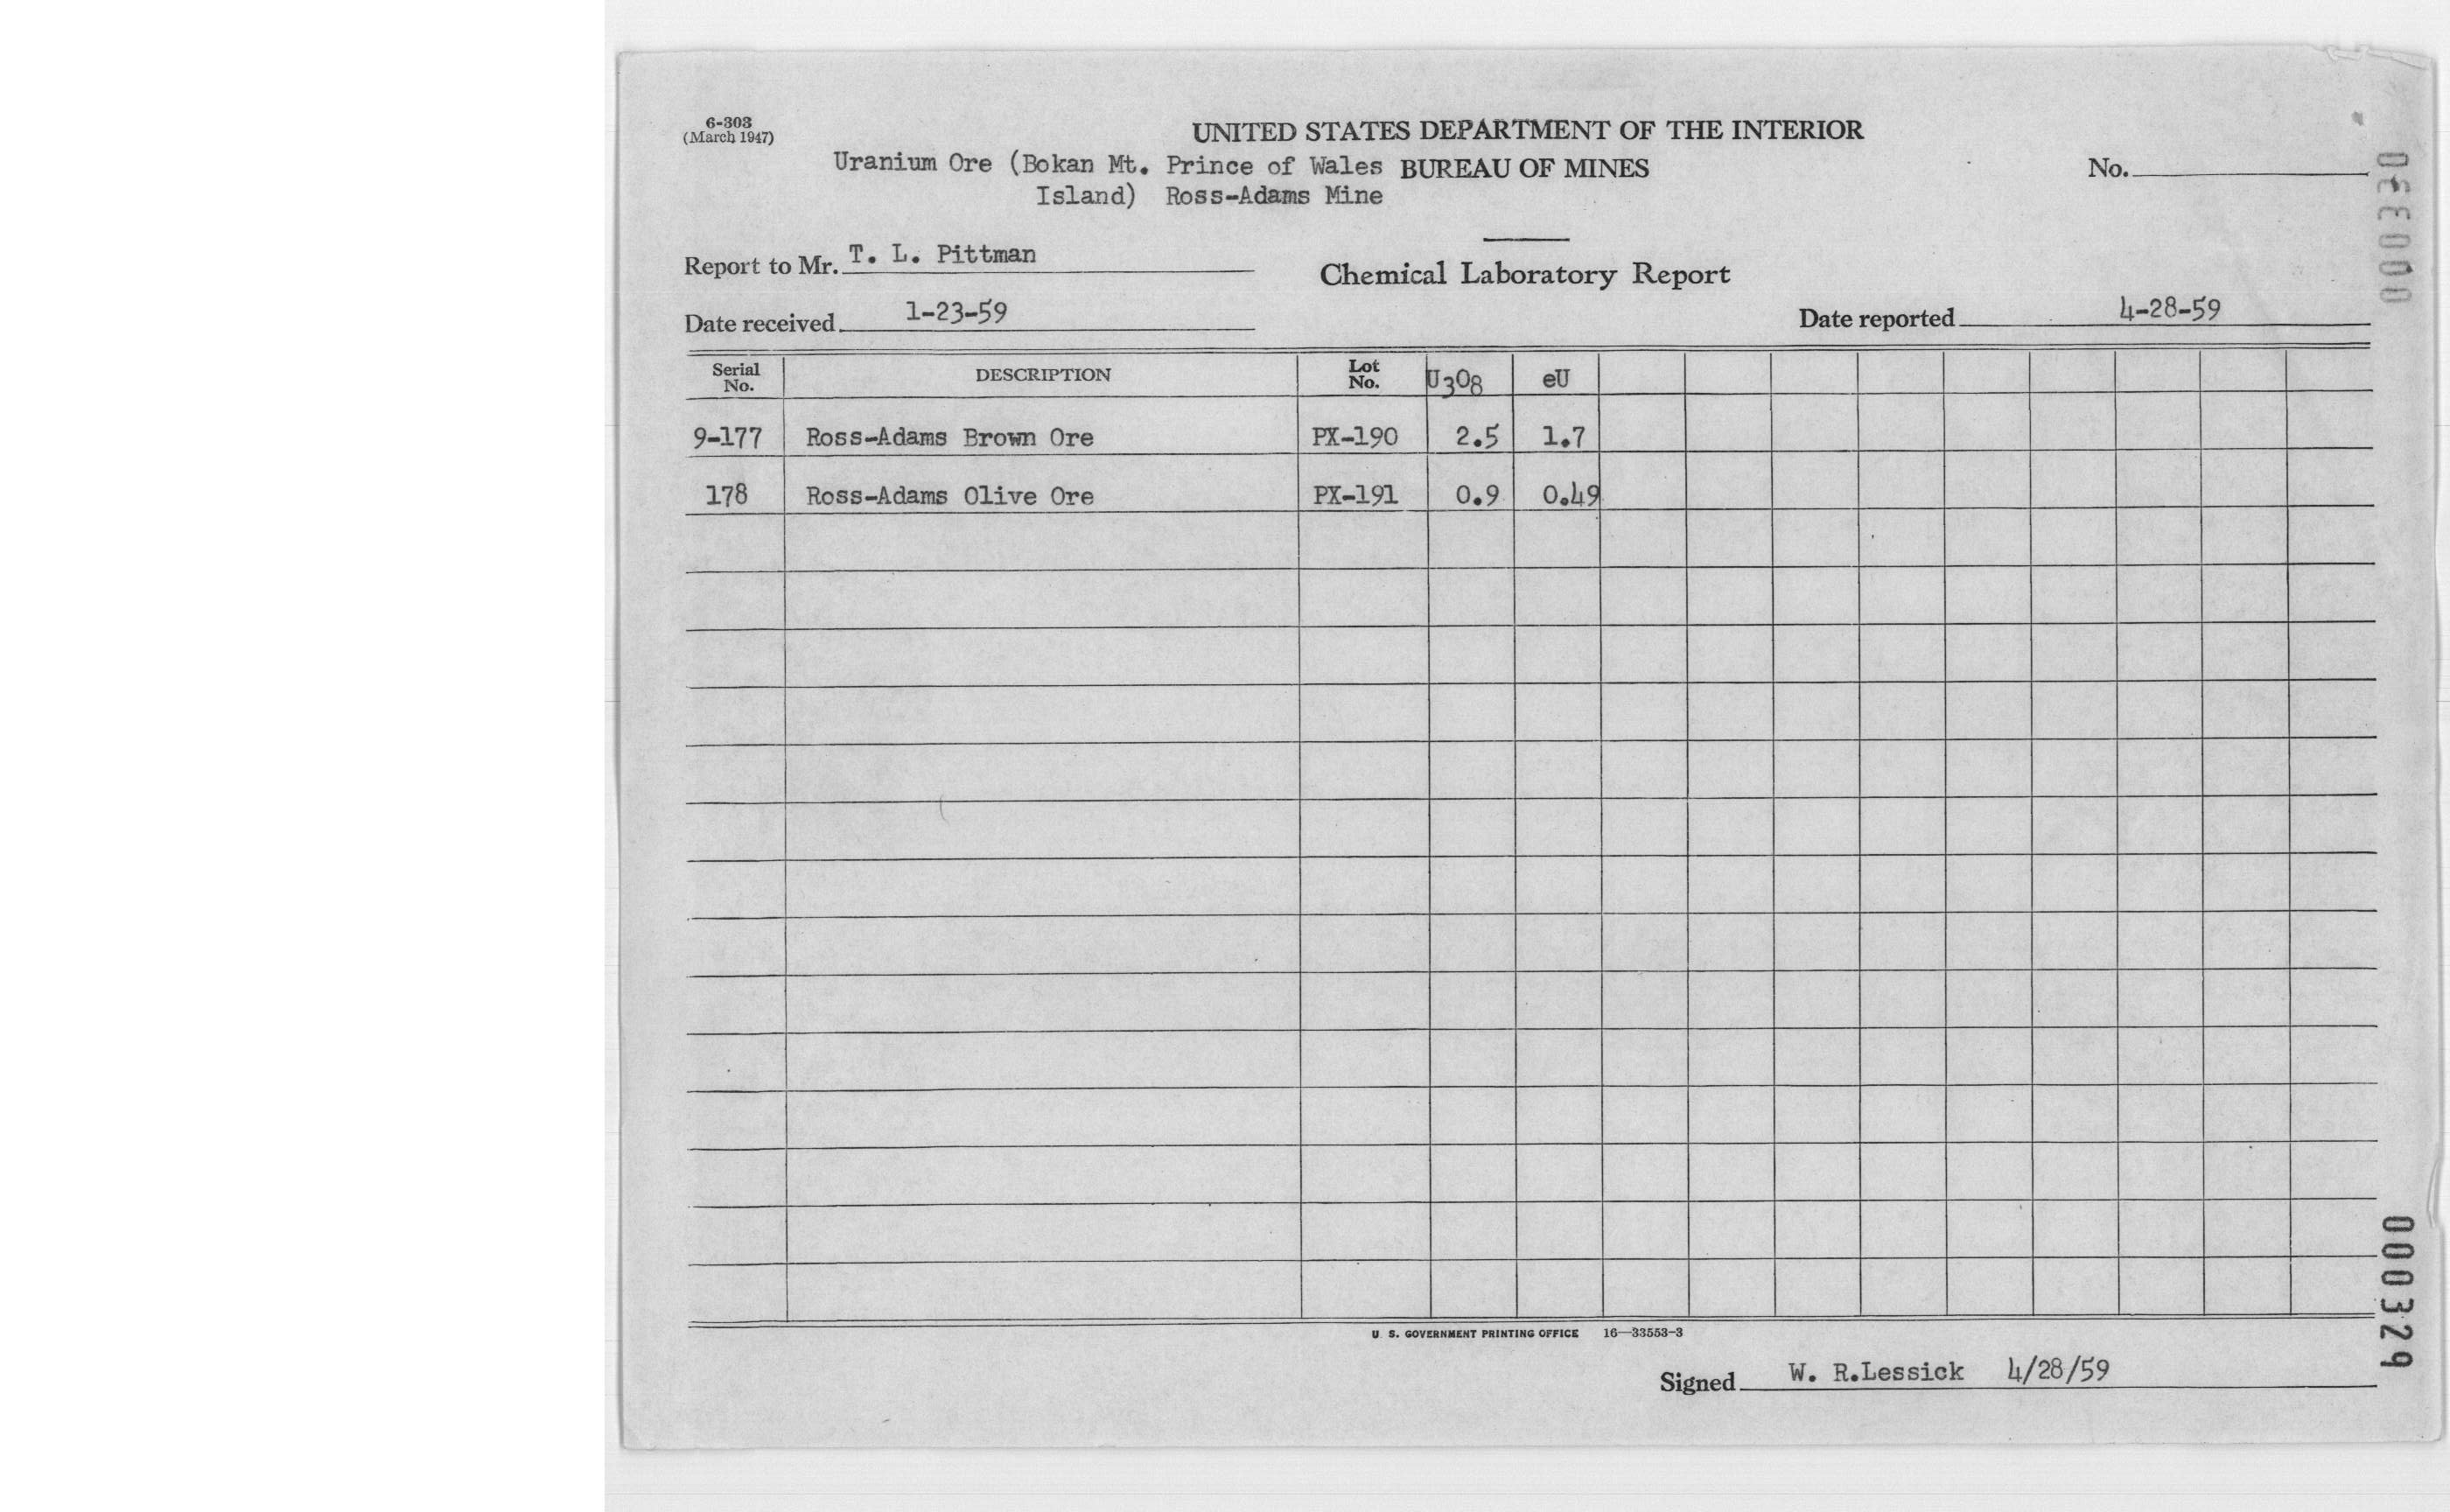 6-303
(March 1947)
UNITED STATES DEPARTMENT OF THE INTERIOR
Uranium Ore (Bokan Mt. Prince of Wales BUREAU OF MINES
Island) Ross-Adams Mine
No.
Report to Mr. T. L. Pittman
Chemical Laboratory Report
Date received 1-23-59
Date reported 4-28-59
Serial No. DESCRIPTION Lot No. U3O8 eU
9-177 Ross-Adams Brown Ore PX-190 2.5 1.7
178 Ross-Adams Olive Ore PX-191 0.9 0.49
U. S. GOVERNMENT PRINTING OFFICE 16—33553-3
Signed W. R.Lessick 4/28/59
000330
000329